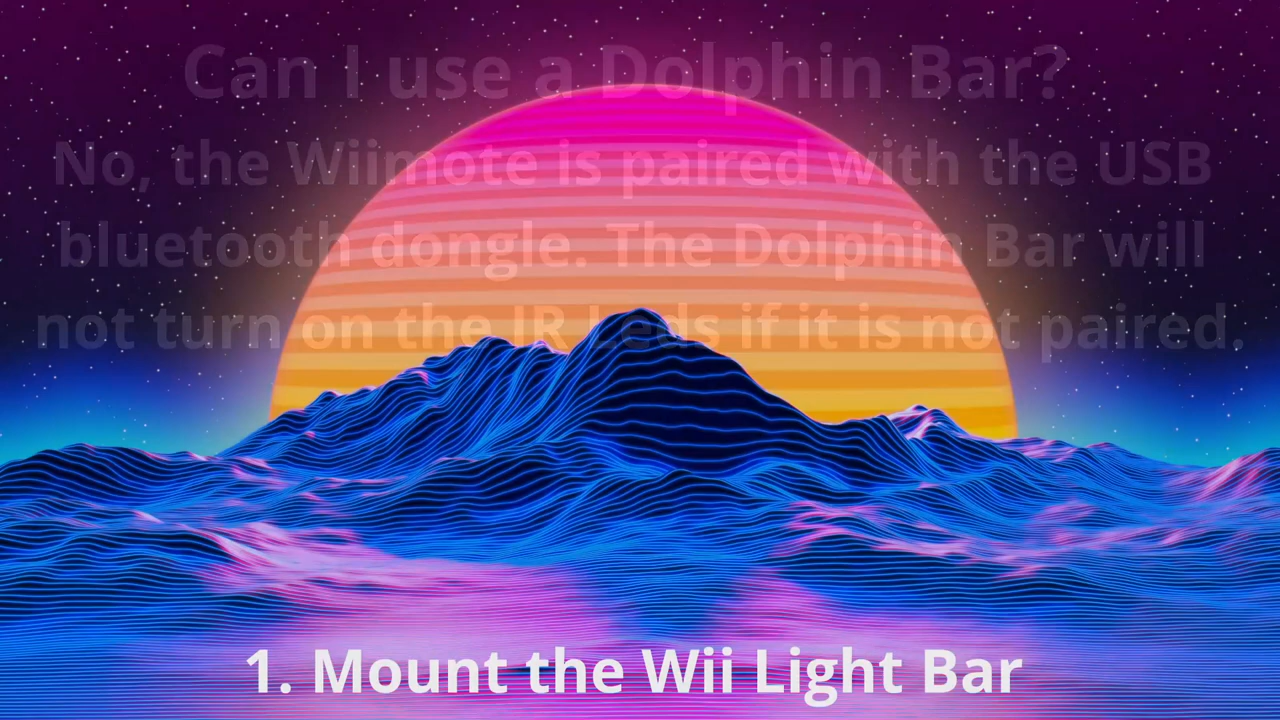 Can I use a Dolphin Bar?
No, the Wiimote is paired with the USB
bluetooth dongle. The Dolphin Bar will
not turn on the IR Leds if it is not paired.
1. Mount the Wii Light Bar